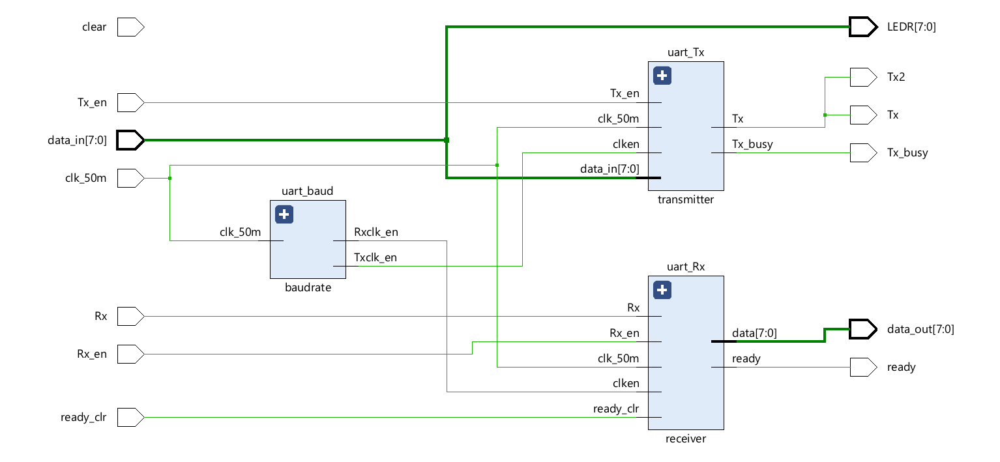 clear
LEDR[7:0]
uart_Tx
Tx2
Tx_en
Tx_en
clk_50m
Tx
Tx
data_in[7:0]
clken
Tx_busy
Tx_busy
clk_50m
data_in[7:0]
transmitter
uart_baud
clk_50m
Rxclk_en
Txclk_en
baudrate
uart_Rx
Rx
Rx
Rx_en
data[7:0]
data_out[7:0]
Rx_en
clk_50m
ready
ready
clken
ready_clr
ready_clr
receiver